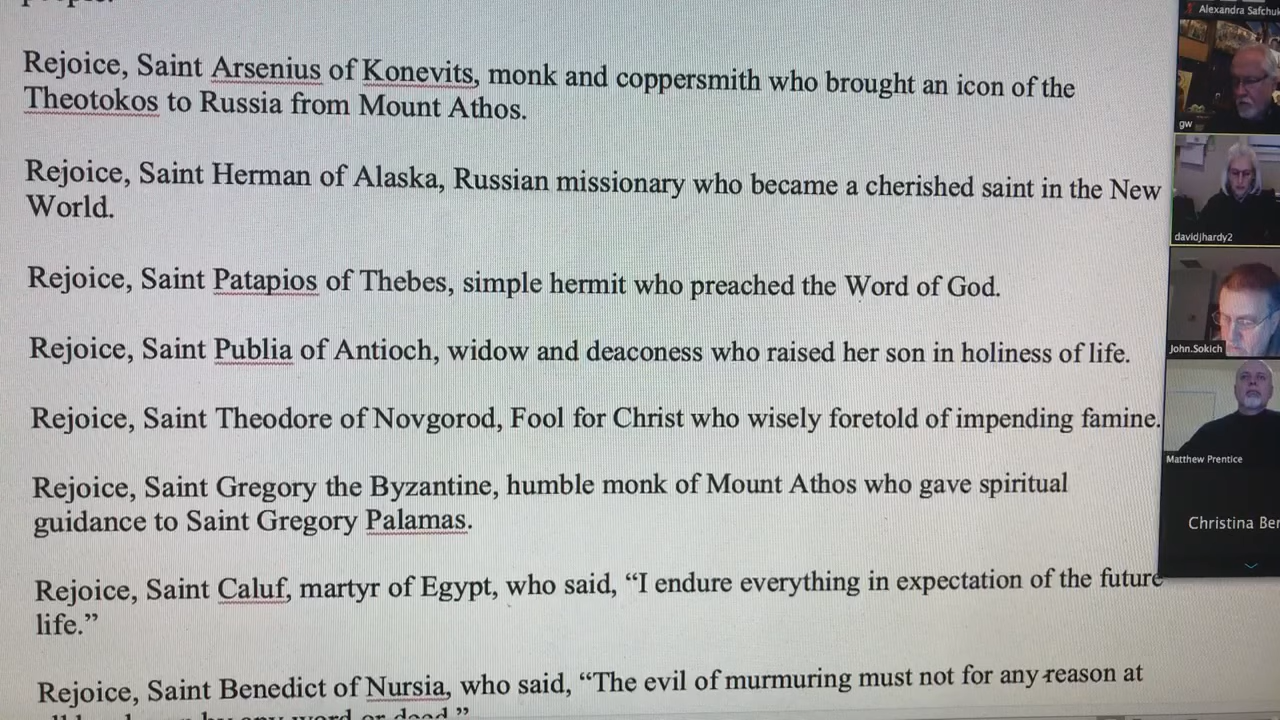 Rejoice, Saint Arsenius of Konevits, monk and coppersmith who brought an icon of the
Theotokos to Russia from Mount Athos.
Rejoice, Saint Herman of Alaska, Russian missionary who became a cherished saint in the New
World.
Rejoice, Saint Patapios of Thebes, simple hermit who preached the Word of God.
Rejoice, Saint Publia of Antioch, widow and deaconess who raised her son in holiness of life.
Rejoice, Saint Theodore of Novgorod, Fool for Christ who wisely foretold of impending famine.
Rejoice, Saint Gregory the Byzantine, humble monk of Mount Athos who gave spiritual
guidance to Saint Gregory Palamas.
Rejoice, Saint Caluf, martyr of Egypt, who said, “I endure everything in expectation of the future
life.”
Rejoice, Saint Benedict of Nursia, who said, “The evil of murmuring must not for any reason at
word or deed.”
Alexandra Safchuk
gw
davidjhardy2
John.Sokich
Matthew Prentice
Christina Ber